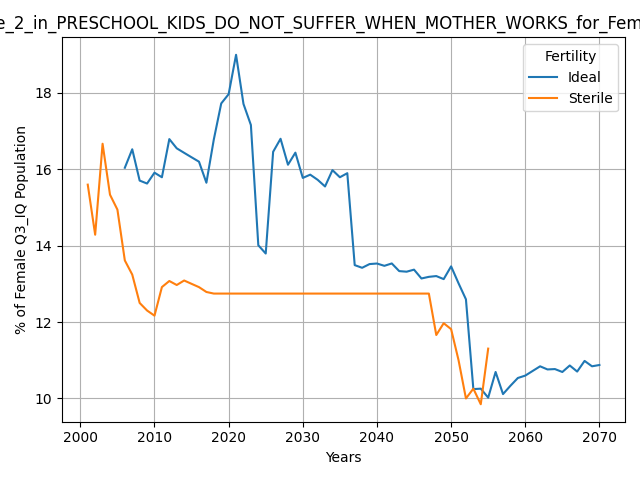 e_2_in_PRESCHOOL_KIDS_DO_NOT_SUFFER_WHEN_MOTHER_WORKS_for_Fem
Fertility
Ideal
Sterile
% of Female Q3_IQ Population
18
16
14
12
10
2000 2010 2020 2030 2040 2050 2060 2070
Years